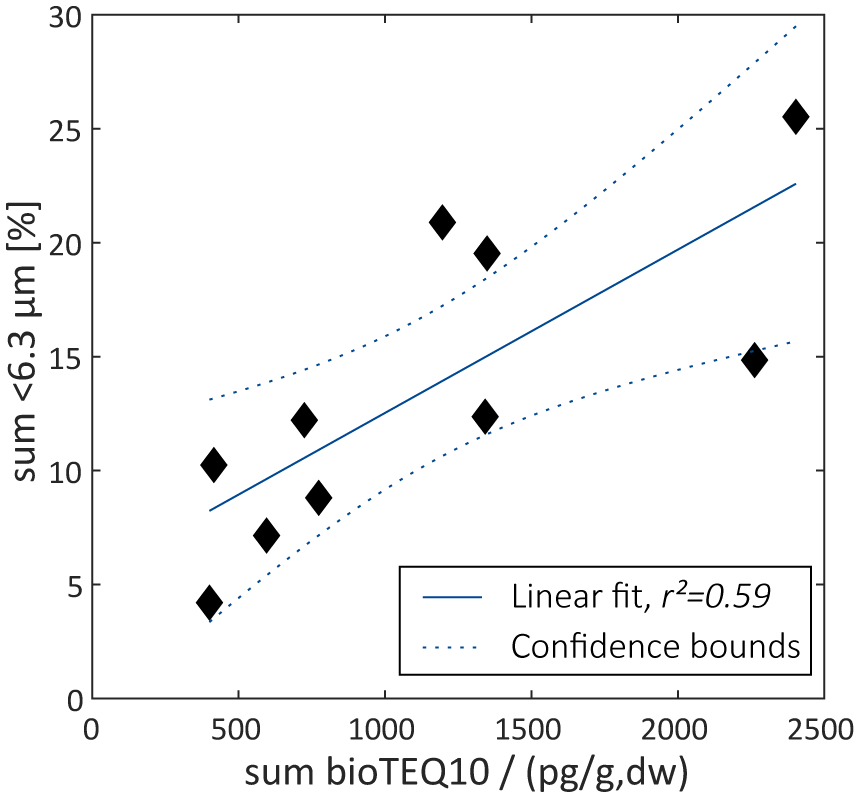 30
25
20
15
10
5
0
sum <6.3 µm [%]
Linear fit, r²=0.59
Confidence bounds
0 500 1000 1500 2000 2500
sum bioTEQ10 / (pg/g,dw)